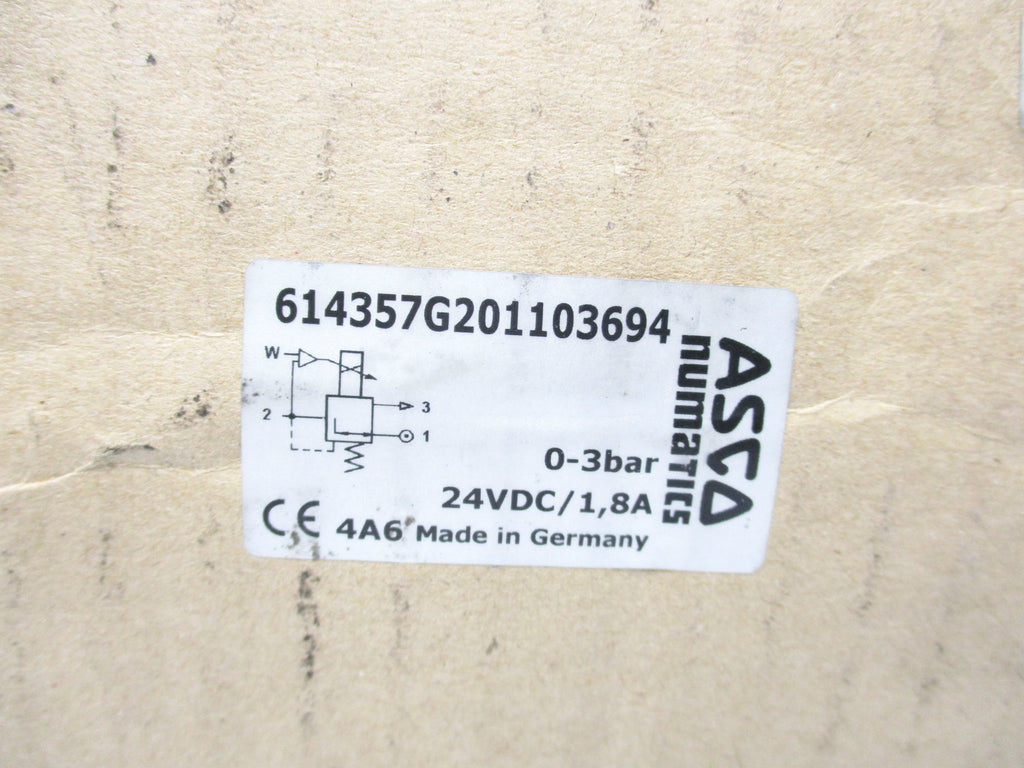 614357G201103694
W
2
3
1
0-3bar
24VDC/1,8A
CE 4A6 Made in Germany
ASCO
numatics